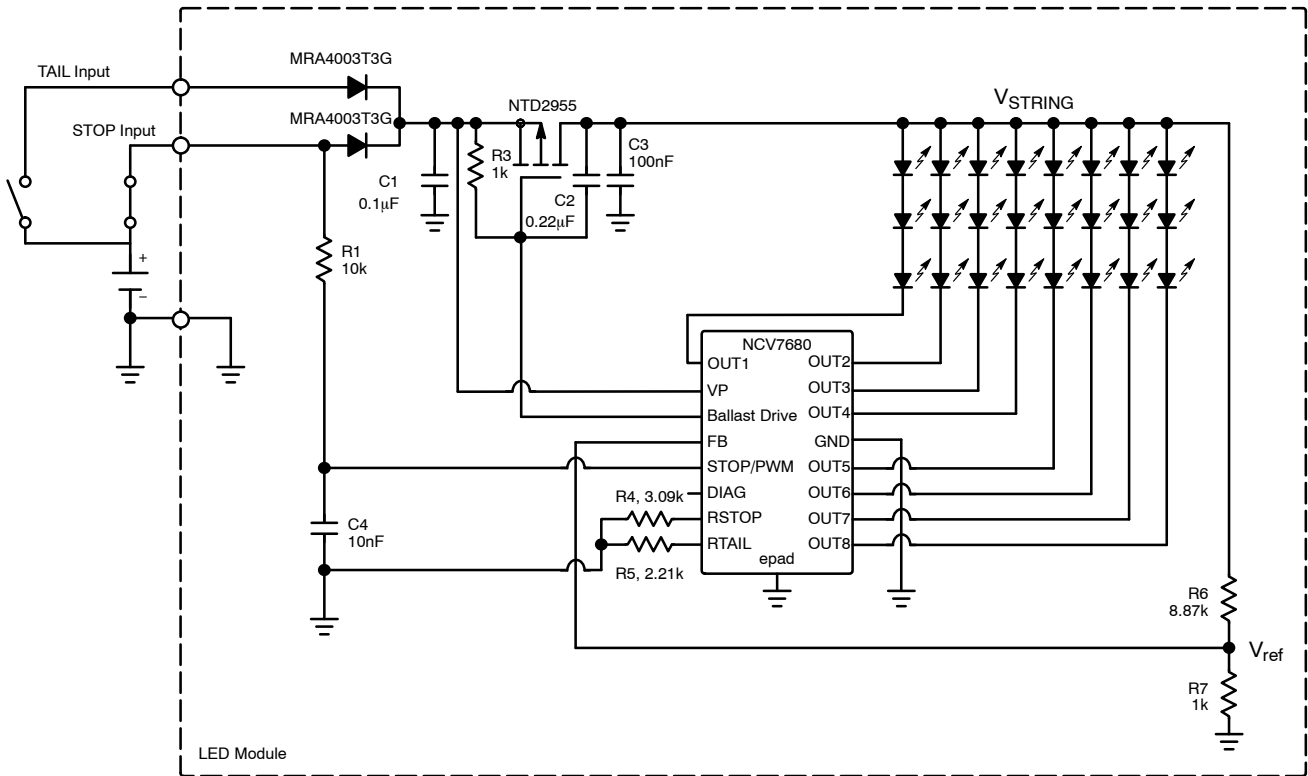 MRA4003T3G
TAIL Input
NTD2955
VSTRING
MRA4003T3G
STOP Input
C3
100nF
R3
1k
C1
0.1μF
C2
0.22μF
R1
10k
+
−
NCV7680
OUT1
VP
Ballast Drive
FB
STOP/PWM
DIAG
RSTOP
RTAIL
epad
OUT2
OUT3
OUT4
GND
OUT5
OUT6
OUT7
OUT8
R4, 3.09k
R5, 2.21k
C4
10nF
R6
8.87k
Vref
R7
1k
LED Module